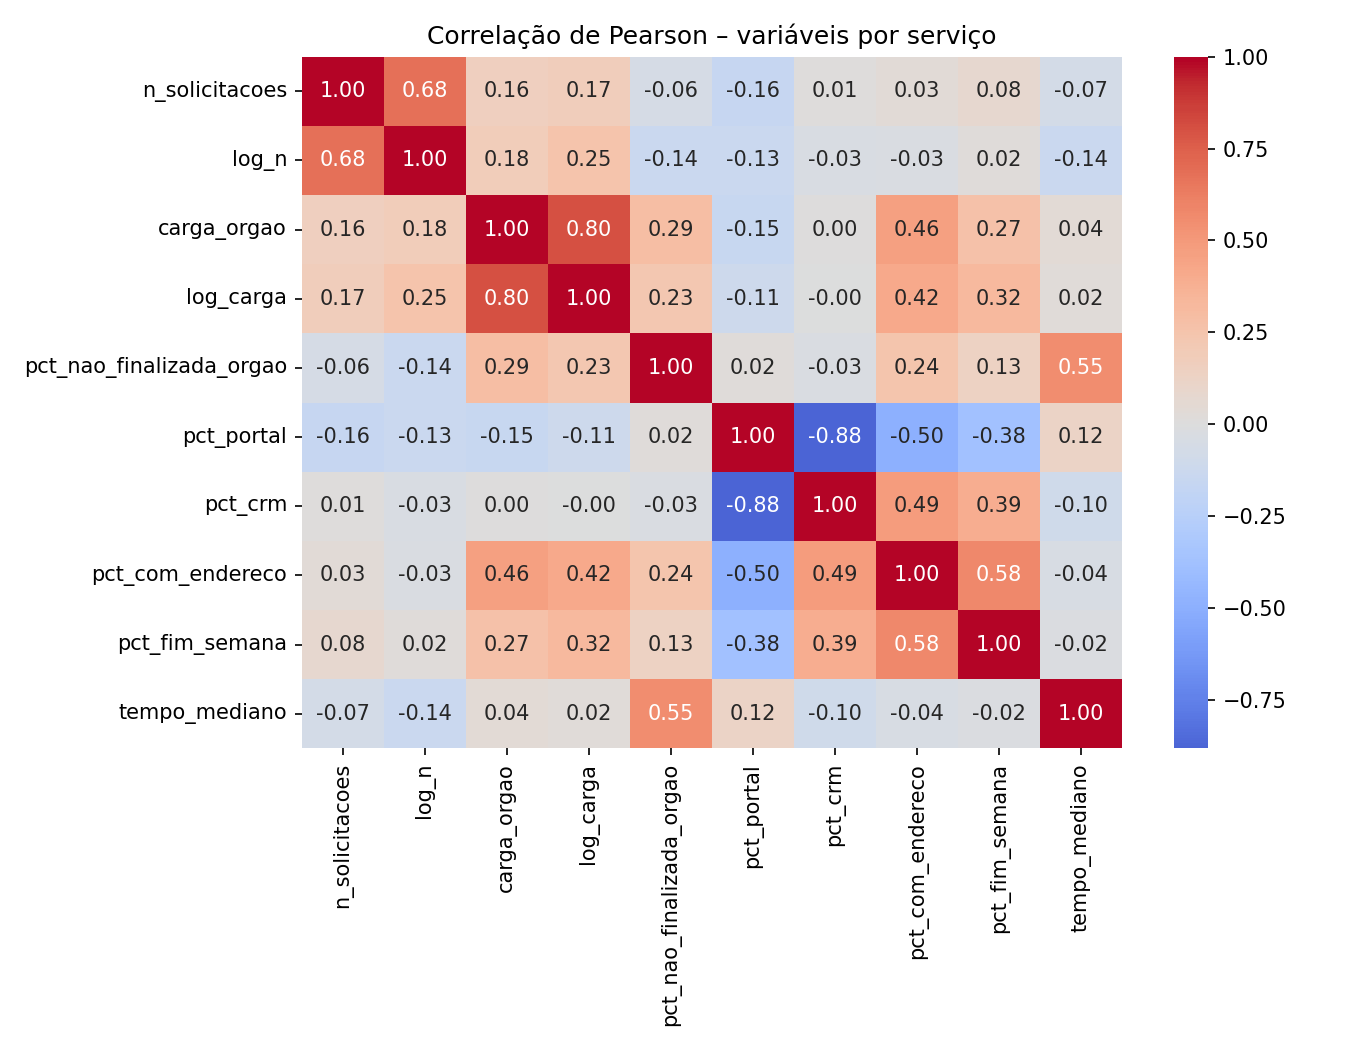 Correlação de Pearson – variáveis por serviço
n_solicitacoes 1.00 0.68 0.16 0.17 -0.06 -0.16 0.01 0.03 0.08 -0.07
log_n 0.68 1.00 0.18 0.25 -0.14 -0.13 -0.03 -0.03 0.02 -0.14
carga_orgao 0.16 0.18 1.00 0.80 0.29 -0.15 0.00 0.46 0.27 0.04
log_carga 0.17 0.25 0.80 1.00 0.23 -0.11 -0.00 0.42 0.32 0.02
pct_nao_finalizada_orgao -0.06 -0.14 0.29 0.23 1.00 0.02 -0.03 0.24 0.13 0.55
pct_portal -0.16 -0.13 -0.15 -0.11 0.02 1.00 -0.88 -0.50 -0.38 0.12
pct_crm 0.01 -0.03 0.00 -0.00 -0.03 -0.88 1.00 0.49 0.39 -0.10
pct_com_endereco 0.03 -0.03 0.46 0.42 0.24 -0.50 0.49 1.00 0.58 -0.04
pct_fim_semana 0.08 0.02 0.27 0.32 0.13 -0.38 0.39 0.58 1.00 -0.02
tempo_mediano -0.07 -0.14 0.04 0.02 0.55 0.12 -0.10 -0.04 -0.02 1.00
n_solicitacoes
log_n
carga_orgao
log_carga
pct_nao_finalizada_orgao
pct_portal
pct_crm
pct_com_endereco
pct_fim_semana
tempo_mediano
1.00
0.75
0.50
0.25
0.00
−0.25
−0.50
−0.75